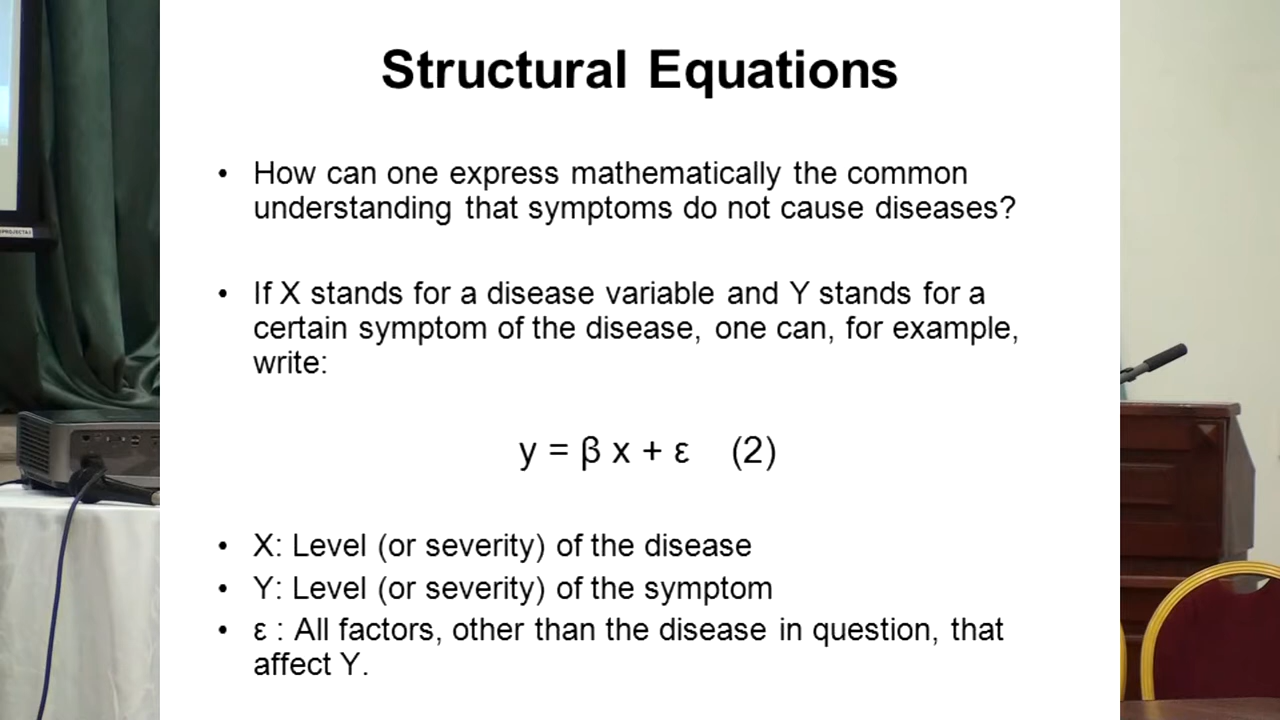 Structural Equations
• How can one express mathematically the common
understanding that symptoms do not cause diseases?
• If X stands for a disease variable and Y stands for a
certain symptom of the disease, one can, for example,
write:
y = β x + ε (2)
• X: Level (or severity) of the disease
• Y: Level (or severity) of the symptom
• ε : All factors, other than the disease in question, that
affect Y.